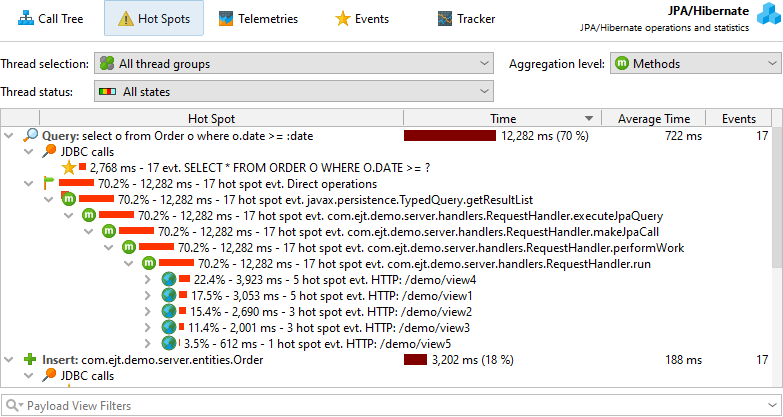 Call Tree Hot Spots Telemetries Events Tracker JPA/Hibernate
JPA/Hibernate operations and statistics
Thread selection: All thread groups Aggregation level: m Methods
Thread status: All states
Hot Spot Time Average Time Events
Query: select o from Order o where o.date >= :date 12,282 ms (70 %) 722 ms 17
JDBC calls
2,768 ms - 17 evt. SELECT * FROM ORDER O WHERE O.DATE >= ?
70.2% - 12,282 ms - 17 hot spot evt. Direct operations
m 70.2% - 12,282 ms - 17 hot spot evt. javax.persistence.TypedQuery.getResultList
m 70.2% - 12,282 ms - 17 hot spot evt. com.ejt.demo.server.handlers.RequestHandler.executeJpaQuery
m 70.2% - 12,282 ms - 17 hot spot evt. com.ejt.demo.server.handlers.RequestHandler.makeJpaCall
m 70.2% - 12,282 ms - 17 hot spot evt. com.ejt.demo.server.handlers.RequestHandler.performWork
m 70.2% - 12,282 ms - 17 hot spot evt. com.ejt.demo.server.handlers.RequestHandler.run
22.4% - 3,923 ms - 5 hot spot evt. HTTP: /demo/view4
17.5% - 3,053 ms - 5 hot spot evt. HTTP: /demo/view1
15.4% - 2,690 ms - 3 hot spot evt. HTTP: /demo/view2
11.4% - 2,001 ms - 3 hot spot evt. HTTP: /demo/view3
3.5% - 612 ms - 1 hot spot evt. HTTP: /demo/view5
Insert: com.ejt.demo.server.entities.Order 3,202 ms (18 %) 188 ms 17
JDBC calls
Payload View Filters